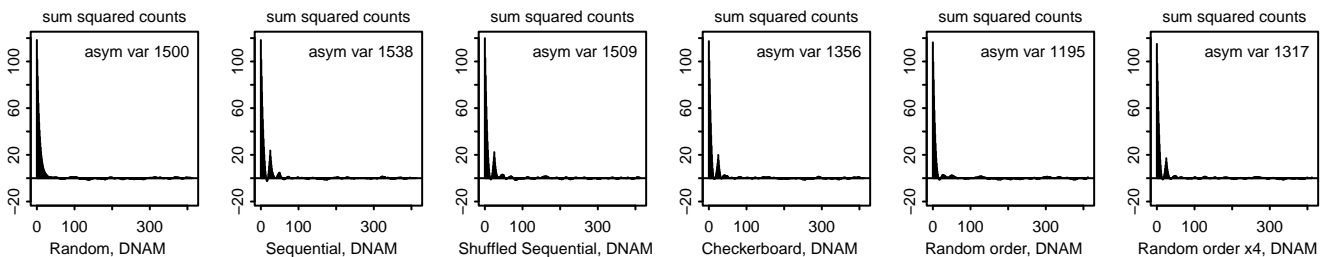 sum squared counts sum squared counts sum squared counts sum squared counts sum squared counts sum squared counts
asym var 1500 asym var 1538 asym var 1509 asym var 1356 asym var 1195 asym var 1317
100 100 100 100 100 100
60 60 60 60 60 60
20 20 20 20 20 20
−20 −20 −20 −20 −20 −20
0 100 300 0 100 300 0 100 300 0 100 300 0 100 300 0 100 300
Random, DNAM Sequential, DNAM Shuffled Sequential, DNAM Checkerboard, DNAM Random order, DNAM Random order x4, DNAM